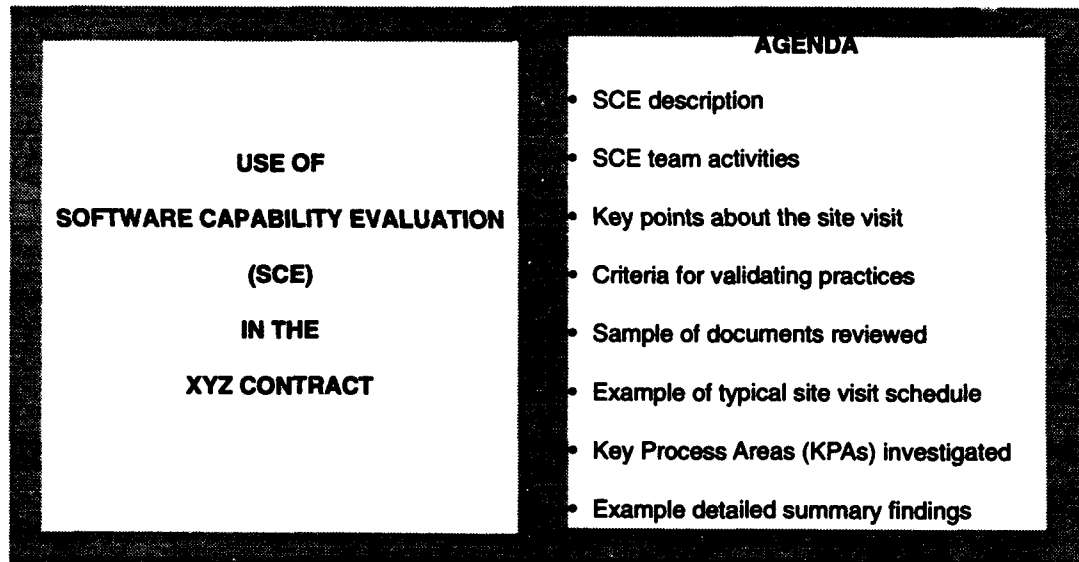 USE OF
SOFTWARE CAPABILITY EVALUATION
(SCE)
IN THE
XYZ CONTRACT
AGENDA
• SCE description
• SCE team activities
• Key points about the site visit
• Criteria for validating practices
• Sample of documents reviewed
• Example of typical site visit schedule
• Key Process Areas (KPAs) investigated
• Example detailed summary findings